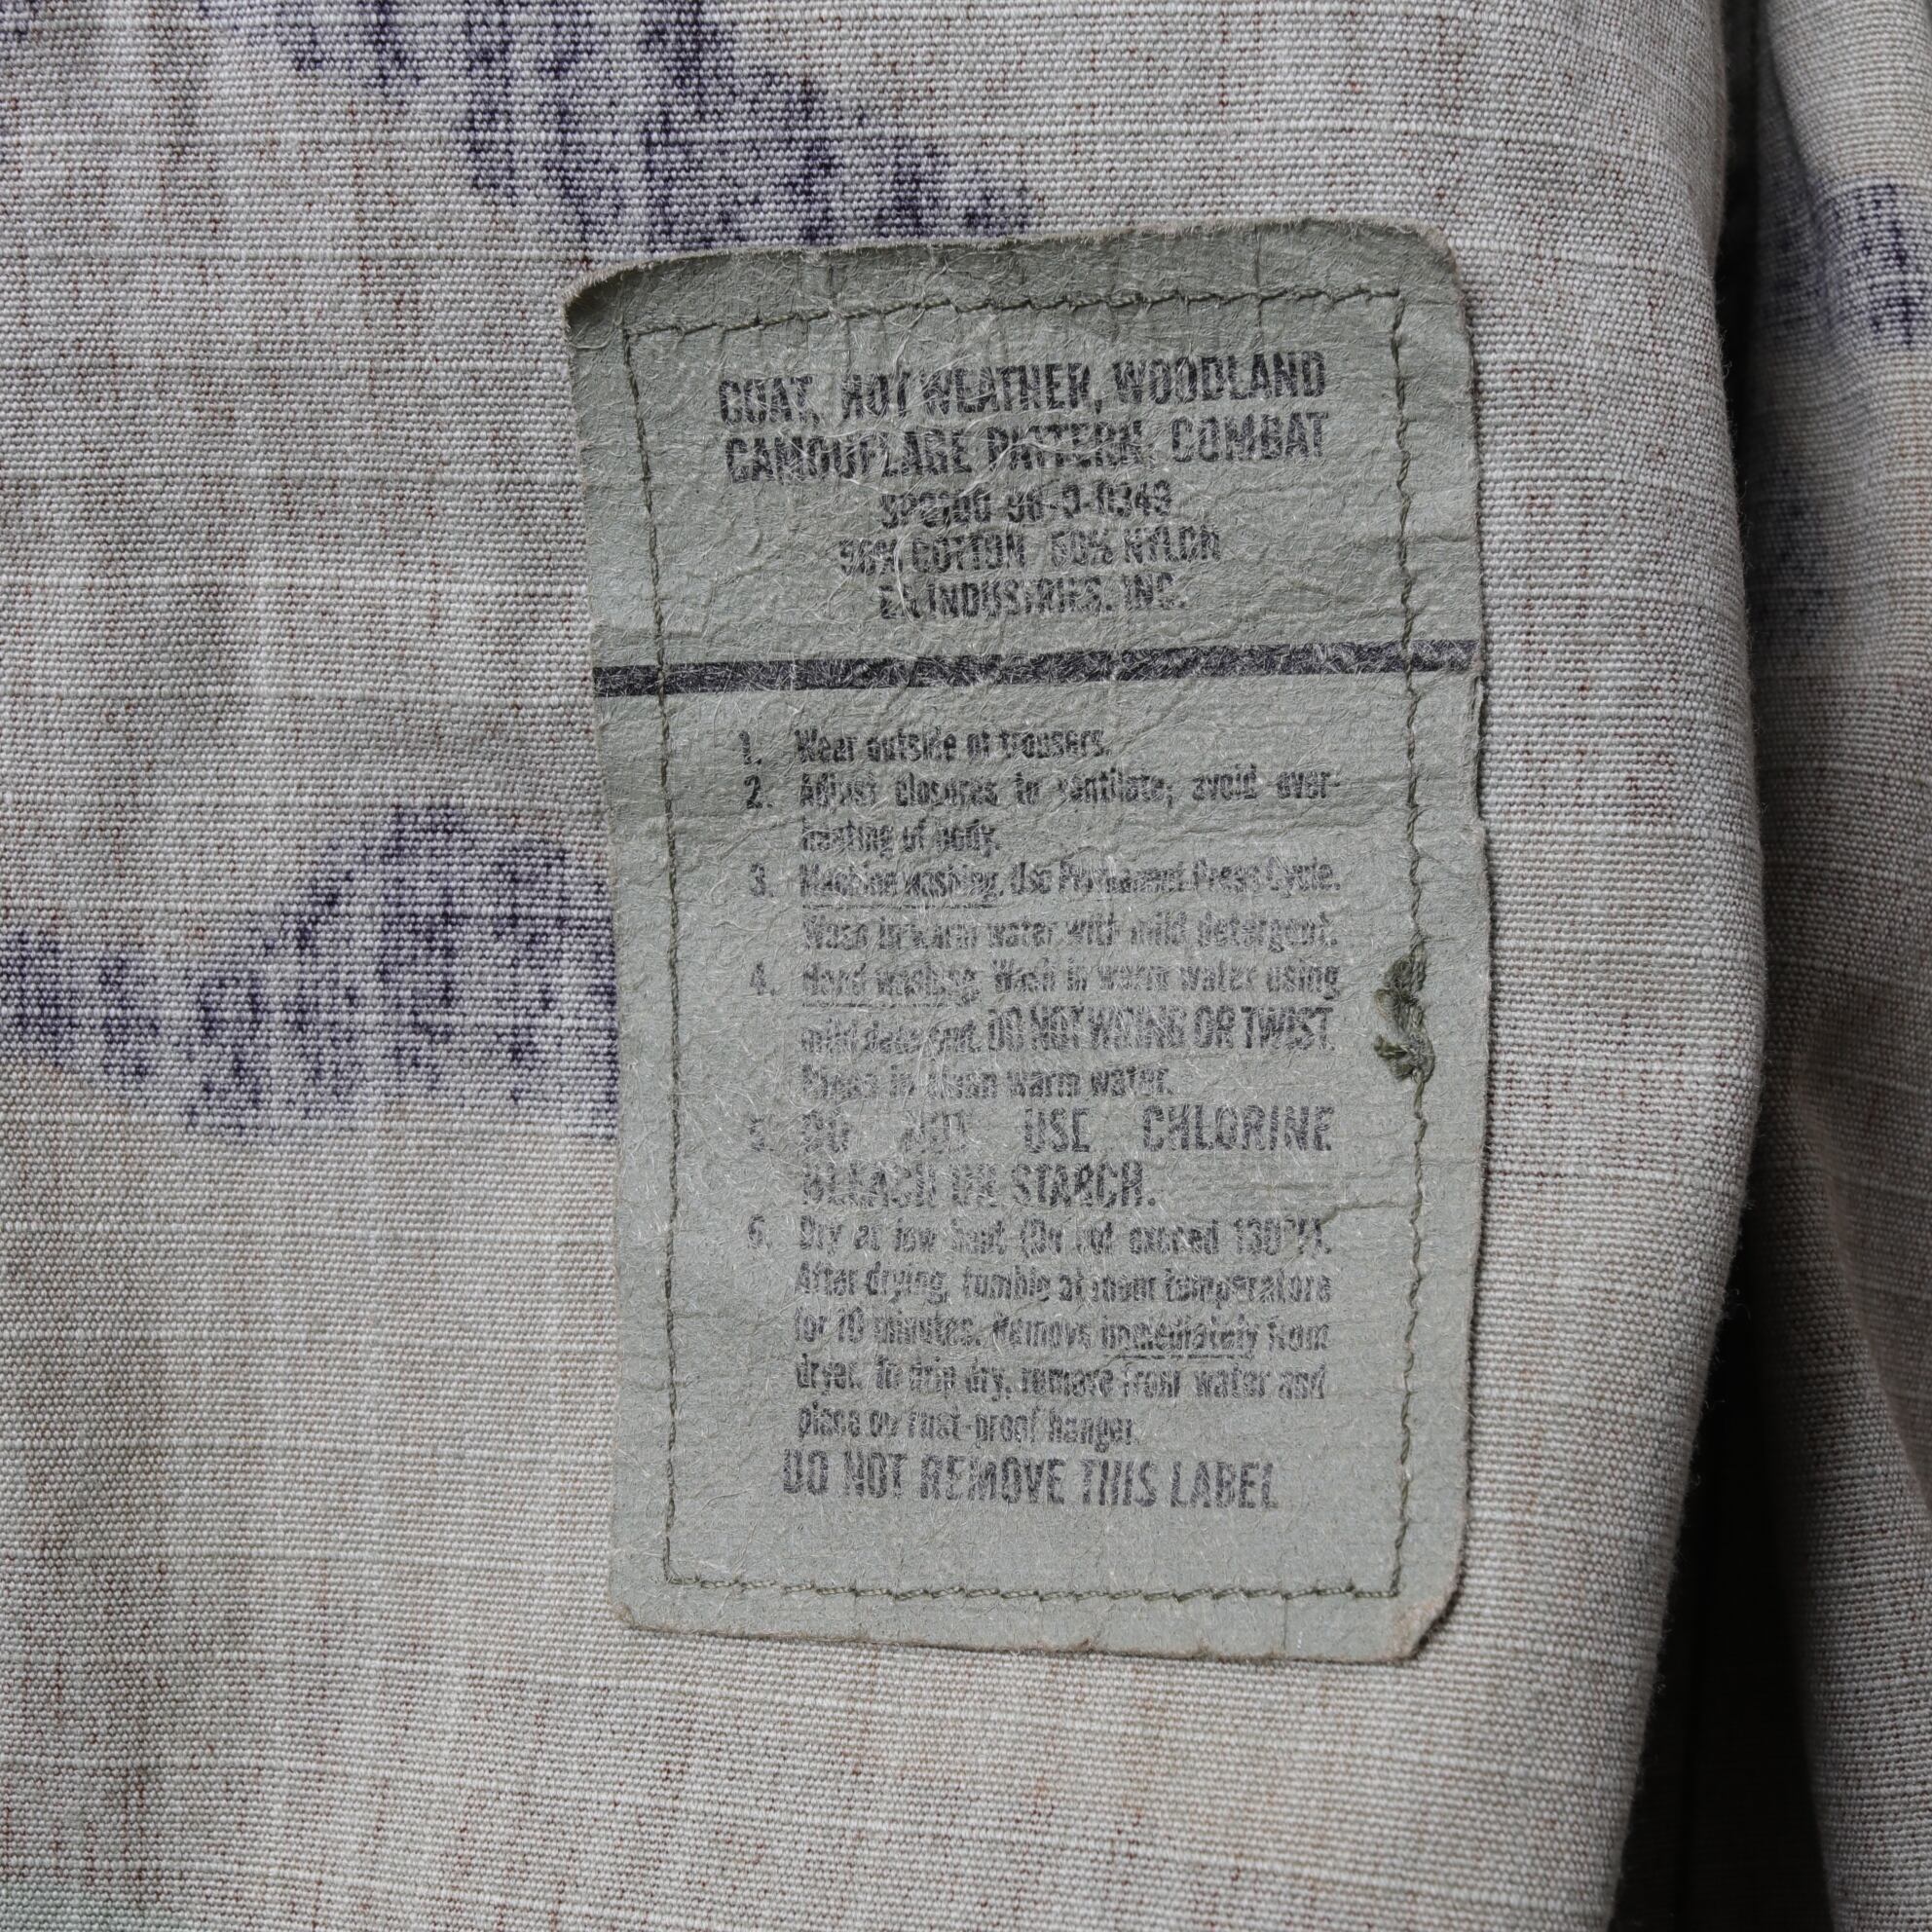 COAT, HOT WEATHER, WOODLAND
CAMOUFLAGE PATTERN, COMBAT
50% COTTON 50% NYLON
INDUSTRIES, INC.
1. Wear outside of trousers.
2. Adjust closures to ventilate; avoid over-
heating of body.
3. Machine washing. Use Permanent Press Cycle.
Wash in warm water with mild detergent.
4. Hand washing. Wash in warm water using
mild detergent. DO NOT WRING OR TWIST.
Rinse in clean warm water.
5. DO NOT USE CHLORINE
BLEACH OR STARCH.
6. Dry at low heat (Do not exceed 130°F).
After drying, tumble at room temperature
for 10 minutes. Remove immediately from
dryer. To drip dry, remove from water and
place on rust-proof hanger.
DO NOT REMOVE THIS LABEL